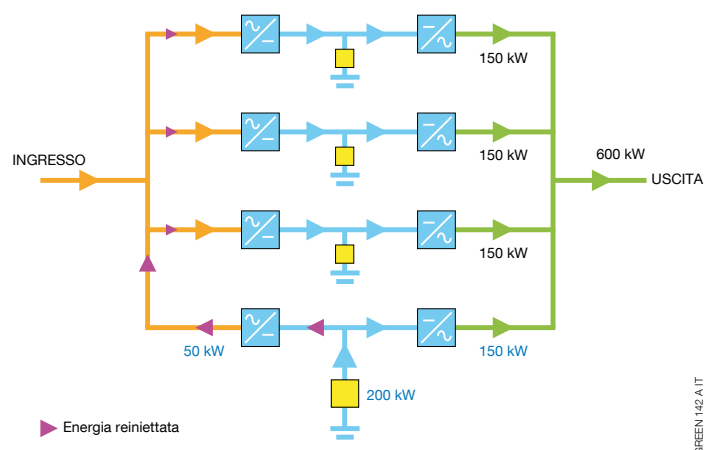 150 kW
INGRESSO
150 kW
600 kW
USCITA
150 kW
50 kW
150 kW
200 kW
Energia reiniettata
GREEN 142 A IT